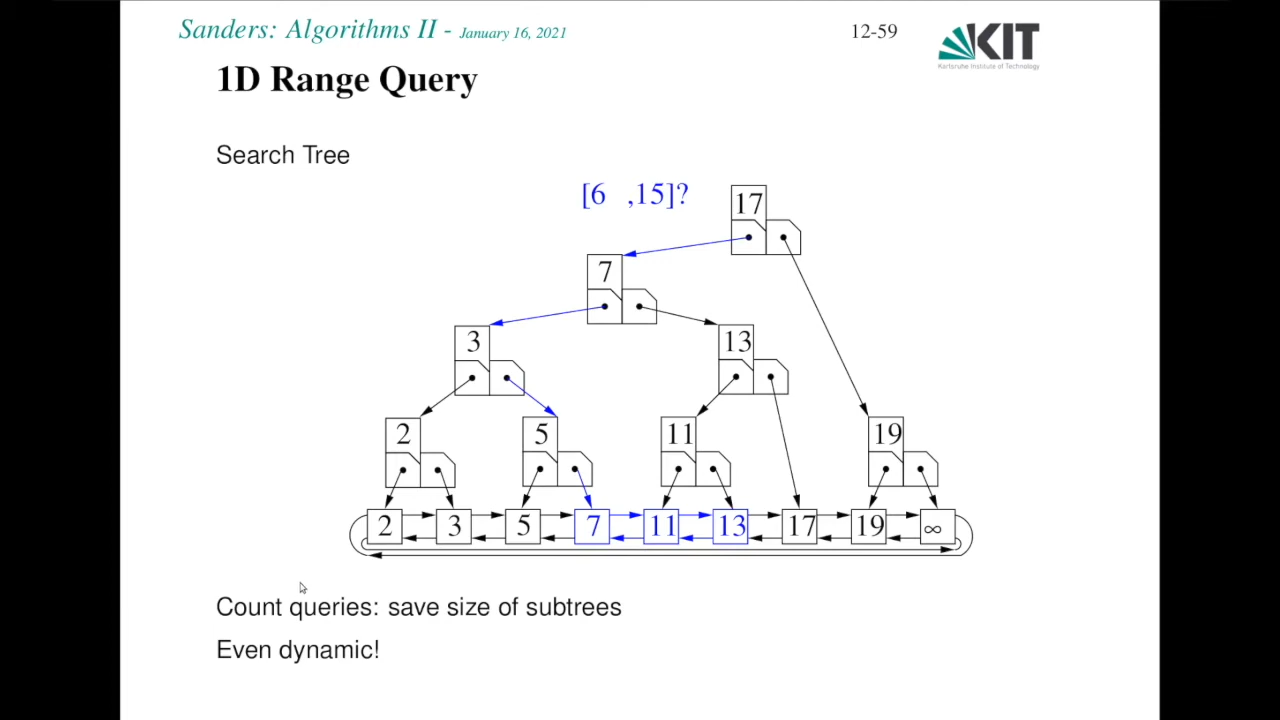 Sanders: Algorithms II - January 16, 2021 12-59
KIT
Karlsruhe Institute of Technology
1D Range Query
Search Tree
[6 ,15]?
17
7
3 13
2 5 11 19
2 3 5 7 11 13 17 19 ∞
Count queries: save size of subtrees
Even dynamic!